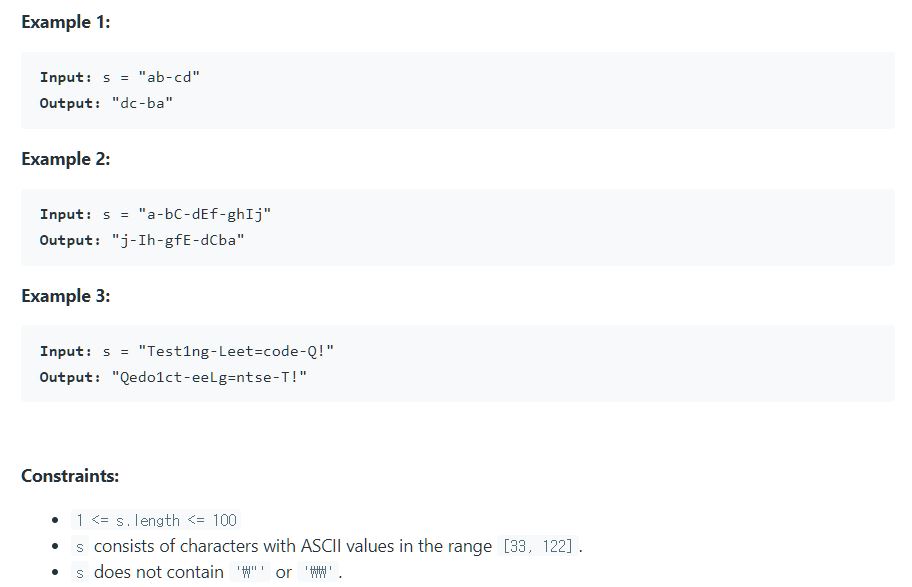 Example 1:
Input: s = "ab-cd"
Output: "dc-ba"
Example 2:
Input: s = "a-bC-dEf-ghIj"
Output: "j-Ih-gfE-dCba"
Example 3:
Input: s = "Test1ng-Leet=code-Q!"
Output: "Qedo1ct-eeLg=ntse-T!"
Constraints:
• 1 <= s.length <= 100
• s consists of characters with ASCII values in the range [33, 122].
• s does not contain '₩"' or '₩₩'.